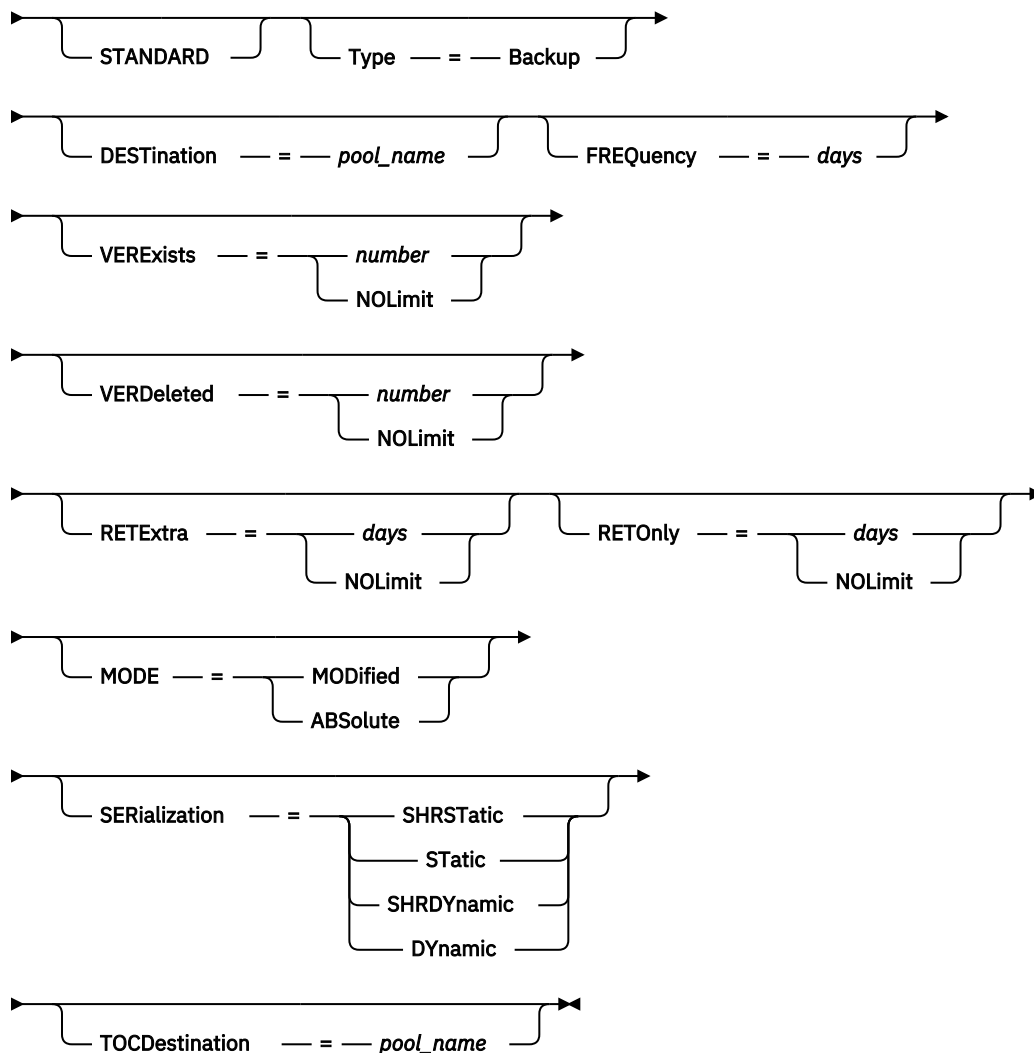 STANDARD Type = Backup
DESTination = pool_name FREQuency = days
VERExists = number
NOLimit
VERDeleted = number
NOLimit
RETExtra = days RETOnly = days
NOLimit NOLimit
MODE = MODified
ABSolute
SERialization = SHRSTatic
STatic
SHRDYnamic
DYnamic
TOCDestination = pool_name